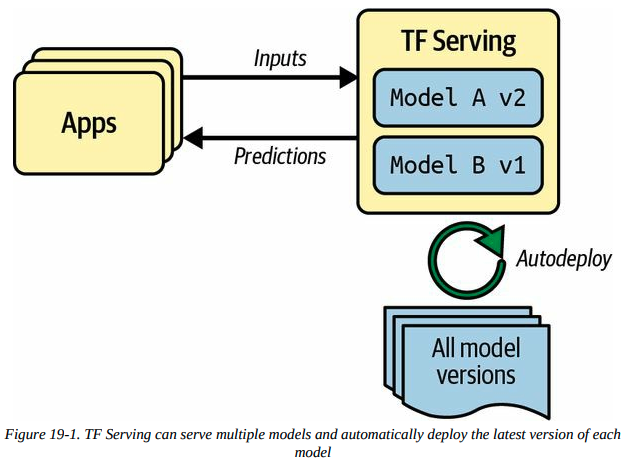 Inputs
TF Serving
Model A v2
Apps
Predictions
Model B v1
Autodeploy
All model
versions
Figure 19-1. TF Serving can serve multiple models and automatically deploy the latest version of each
model